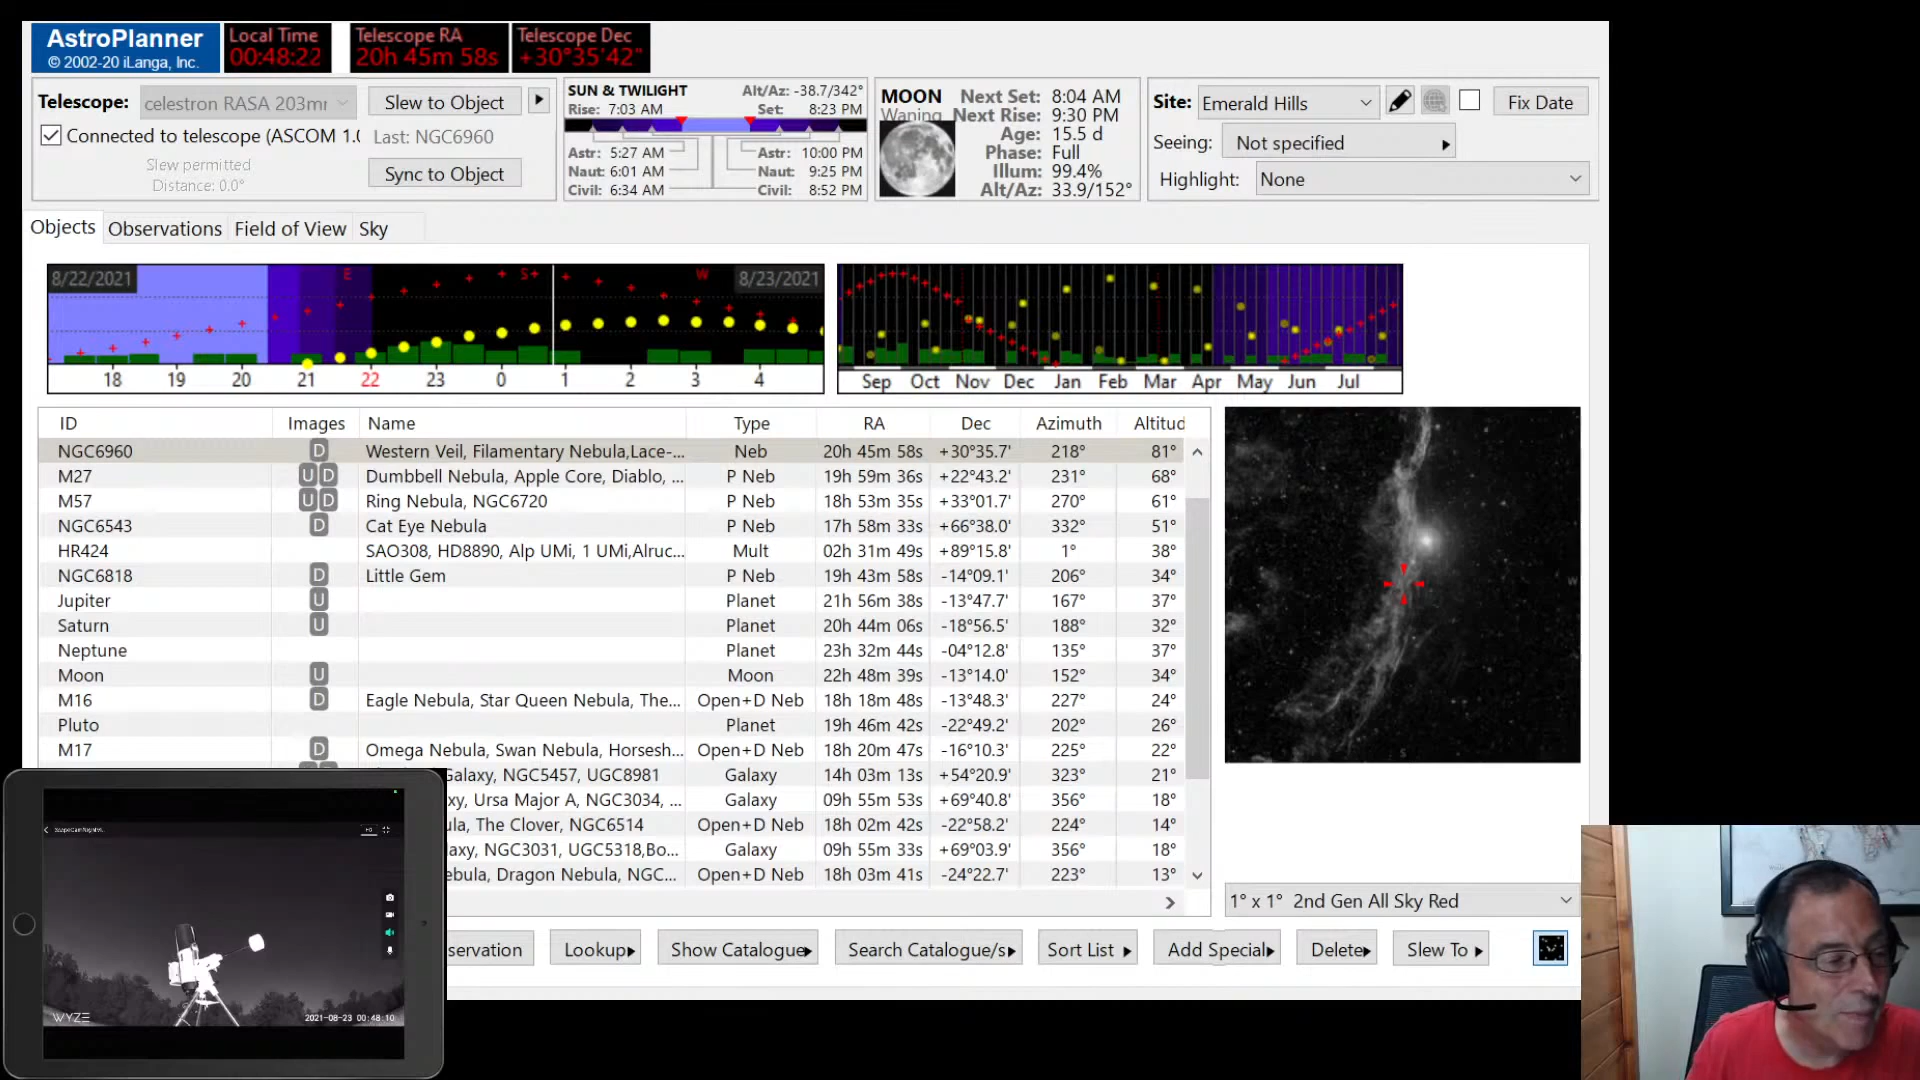 AstroPlanner
© 2002-20 iLanga, Inc.
Local Time
00:48:22
Telescope RA
20h 45m 58s
Telescope Dec
+30°35'42"
Telescope:
celestron RASA 203mr
Slew to Object
Connected to telescope (ASCOM 1.0
Last: NGC6960
Slew permitted
Distance: 0.0°
Sync to Object
SUN & TWILIGHT
Alt/Az: -38.7/342°
Rise: 7:03 AM
Set: 8:23 PM
Astr: 5:27 AM
Astr: 10:00 PM
Naut: 6:01 AM
Naut: 9:25 PM
Civil: 6:34 AM
Civil: 8:52 PM
MOON
Waning
Next Set: 8:04 AM
Next Rise: 9:30 PM
Age: 15.5 d
Phase: Full
Illum: 99.4%
Alt/Az: 33.9/152°
Site: Emerald Hills
Fix Date
Seeing: Not specified
Highlight: None
Objects Observations Field of View Sky
8/22/2021 E S W 8/23/2021
18 19 20 21 22 23 0 1 2 3 4
Sep Oct Nov Dec Jan Feb Mar Apr May Jun Jul
ID Images Name Type RA Dec Azimuth Altitud
NGC6960 D Western Veil, Filamentary Nebula,Lace-... Neb 20h 45m 58s +30°35.7' 218° 81°
M27 U D Dumbbell Nebula, Apple Core, Diablo, ... P Neb 19h 59m 36s +22°43.2' 231° 68°
M57 U D Ring Nebula, NGC6720 P Neb 18h 53m 35s +33°01.7' 270° 61°
NGC6543 D Cat Eye Nebula P Neb 17h 58m 33s +66°38.0' 332° 51°
HR424 SAO308, HD8890, Alp UMi, 1 UMi,Alruc... Mult 02h 31m 49s +89°15.8' 1° 38°
NGC6818 D Little Gem P Neb 19h 43m 58s -14°09.1' 206° 34°
Jupiter U Planet 21h 56m 38s -13°47.7' 167° 37°
Saturn U Planet 20h 44m 06s -18°56.5' 188° 32°
Neptune Planet 23h 32m 44s -04°12.8' 135° 37°
Moon U Moon 22h 48m 39s -13°14.0' 152° 34°
M16 D Eagle Nebula, Star Queen Nebula, The... Open+D Neb 18h 18m 48s -13°48.3' 227° 24°
Pluto Planet 19h 46m 42s -22°49.2' 202° 26°
M17 D Omega Nebula, Swan Nebula, Horsesh... Open+D Neb 18h 20m 47s -16°10.3' 225° 22°
Galaxy, NGC5457, UGC8981 Galaxy 14h 03m 13s +54°20.9' 323° 21°
xy, Ursa Major A, NGC3034, ... Galaxy 09h 55m 53s +69°40.8' 356° 18°
ula, The Clover, NGC6514 Open+D Neb 18h 02m 42s -22°58.2' 224° 14°
axy, NGC3031, UGC5318,Bo... Galaxy 09h 55m 33s +69°03.9' 356° 18°
ebula, Dragon Nebula, NGC... Open+D Neb 18h 03m 41s -24°22.7' 223° 13°
1° x 1° 2nd Gen All Sky Red
servation Lookup Show Catalogue Search Catalogue/s Sort List Add Special Delete Slew To
WYZE
2021-08-23 00:48:10